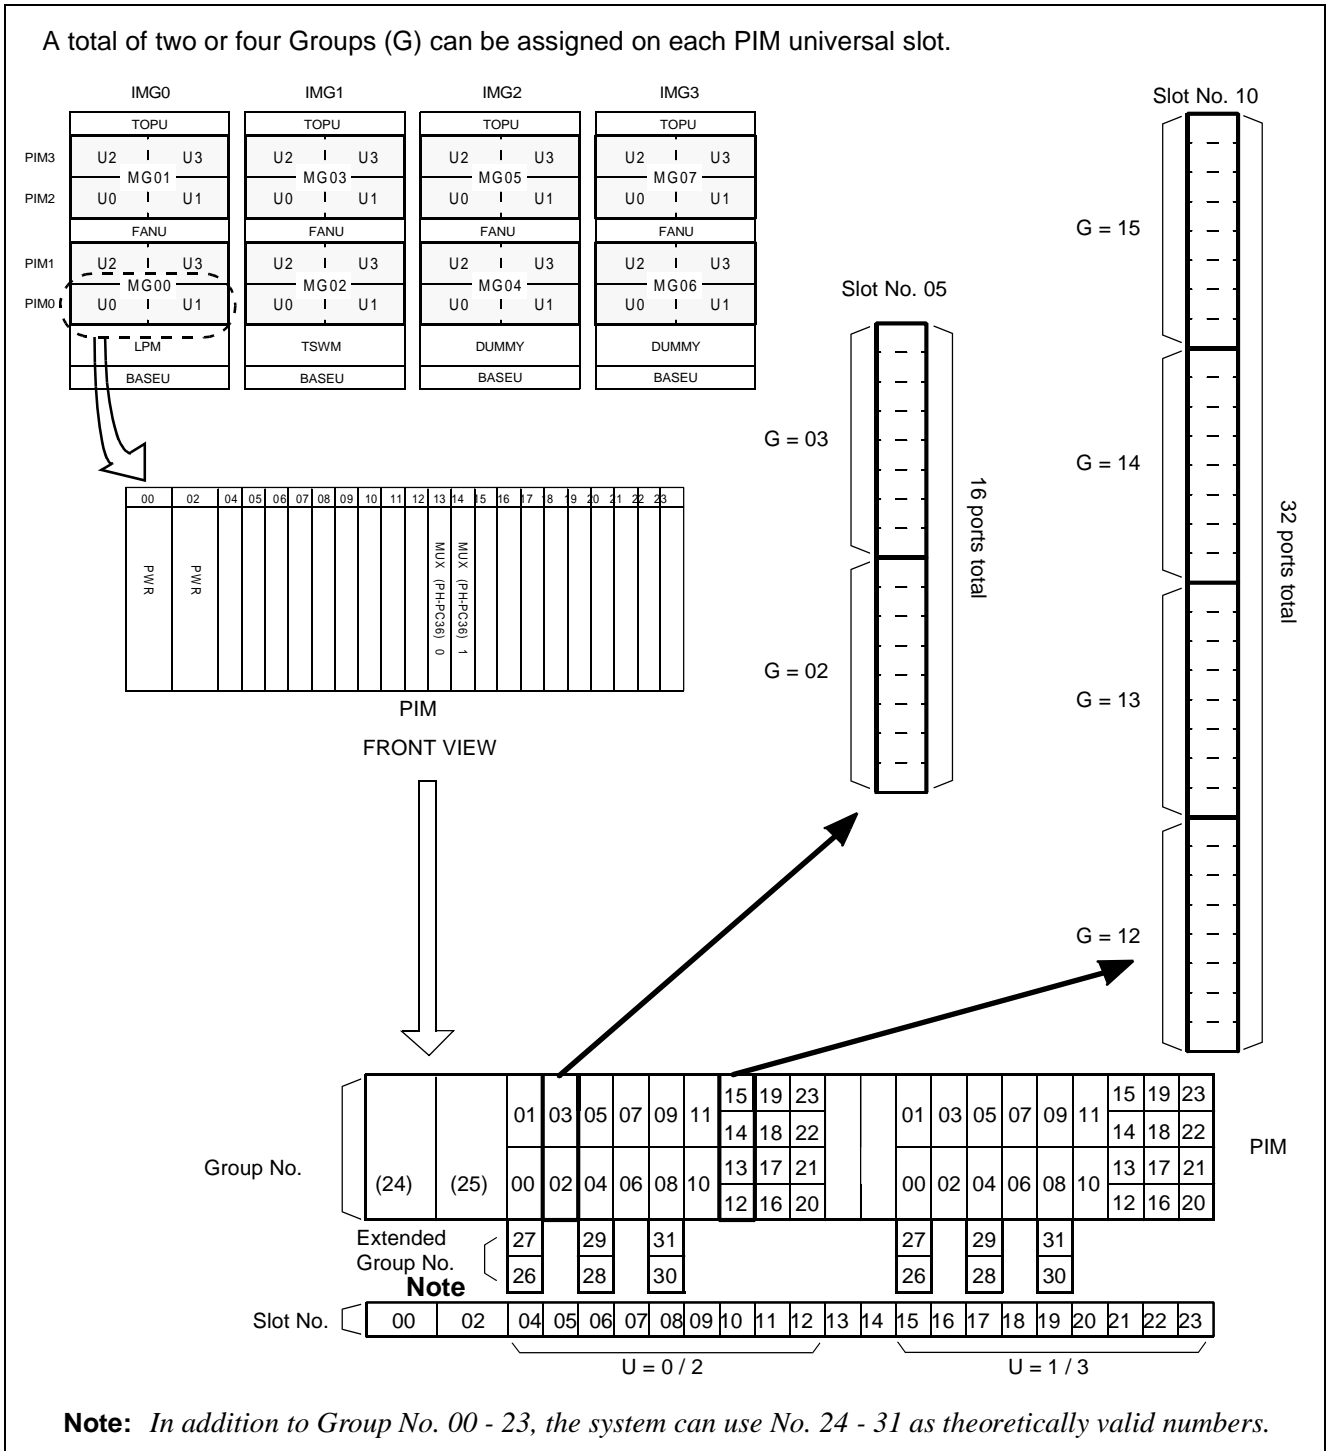 A total of two or four Groups (G) can be assigned on each PIM universal slot.
IMG0 IMG1 IMG2 IMG3
TOPU TOPU TOPU TOPU
PIM3 U2 U3 U2 U3 U2 U3 U2 U3
MG01 MG03 MG05 MG07
PIM2 U0 U1 U0 U1 U0 U1 U0 U1
FANU FANU FANU FANU
PIM1 U2 U3 U2 U3 U2 U3 U2 U3
MG00 MG02 MG04 MG06
PIM0 U0 U1 U0 U1 U0 U1 U0 U1
LPM TSWM DUMMY DUMMY
BASEU BASEU BASEU BASEU
00 02 04 05 06 07 08 09 10 11 12 13 14 15 16 17 18 19 20 21 22 23
PWR
PWR
MUX (PH-PC36) 0
MUX (PH-PC36) 1
PIM
FRONT VIEW
Slot No. 05
G = 03
G = 02
16 ports total
Slot No. 10
G = 15
G = 14
G = 13
G = 12
32 ports total
Group No.
15 19 23 15 19 23
01 03 05 07 09 11 01 03 05 07 09 11
14 18 22 14 18 22
13 17 21 13 17 21
(24) (25) 00 02 04 06 08 10 00 02 04 06 08 10
12 16 20 12 16 20
PIM
Extended
Group No.
Note
27 29 31 27 29 31
26 28 30 26 28 30
Slot No. 00 02 04 05 06 07 08 09 10 11 12 13 14 15 16 17 18 19 20 21 22 23
U = 0 / 2 U = 1 / 3
Note: In addition to Group No. 00 - 23, the system can use No. 24 - 31 as theoretically valid numbers.